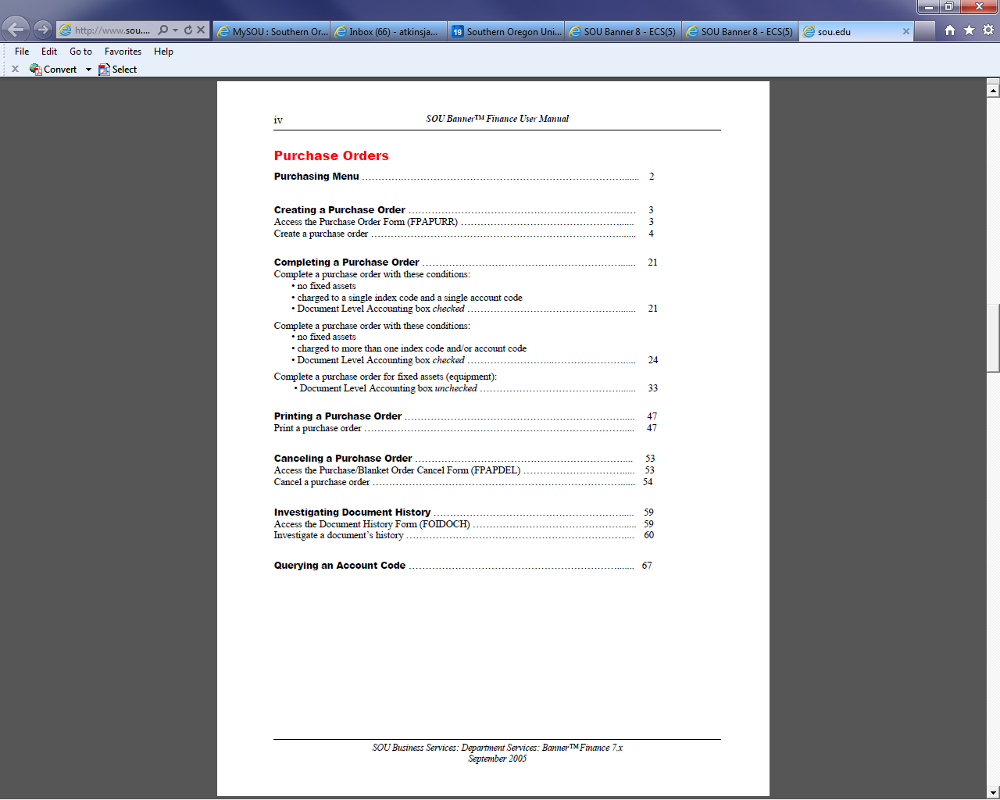 http://www.sou....
MySOU : Southern Or...
Inbox (66) - atkinsja...
19 Southern Oregon Uni...
SOU Banner 8 - ECS(5)
SOU Banner 8 - ECS(5)
sou.edu
File Edit Go to Favorites Help
Convert Select
iv SOU Banner™ Finance User Manual
Purchase Orders
Purchasing Menu ........................................ 2
Creating a Purchase Order ........................................ 3
Access the Purchase Order Form (FPAPURR) ........................................ 3
Create a purchase order ........................................ 4
Completing a Purchase Order ........................................ 21
Complete a purchase order with these conditions:
• no fixed assets
• charged to a single index code and a single account code
• Document Level Accounting box checked ........................................ 21
Complete a purchase order with these conditions:
• no fixed assets
• charged to more than one index code and/or account code
• Document Level Accounting box checked ........................................ 24
Complete a purchase order for fixed assets (equipment):
• Document Level Accounting box unchecked ........................................ 33
Printing a Purchase Order ........................................ 47
Print a purchase order ........................................ 47
Canceling a Purchase Order ........................................ 53
Access the Purchase/Blanket Order Cancel Form (FPAPDEL) ........................................ 53
Cancel a purchase order ........................................ 54
Investigating Document History ........................................ 59
Access the Document History Form (FOIDOCH) ........................................ 59
Investigate a document's history ........................................ 60
Querying an Account Code ........................................ 67
SOU Business Services: Department Services: Banner™ Finance 7.x
September 2005